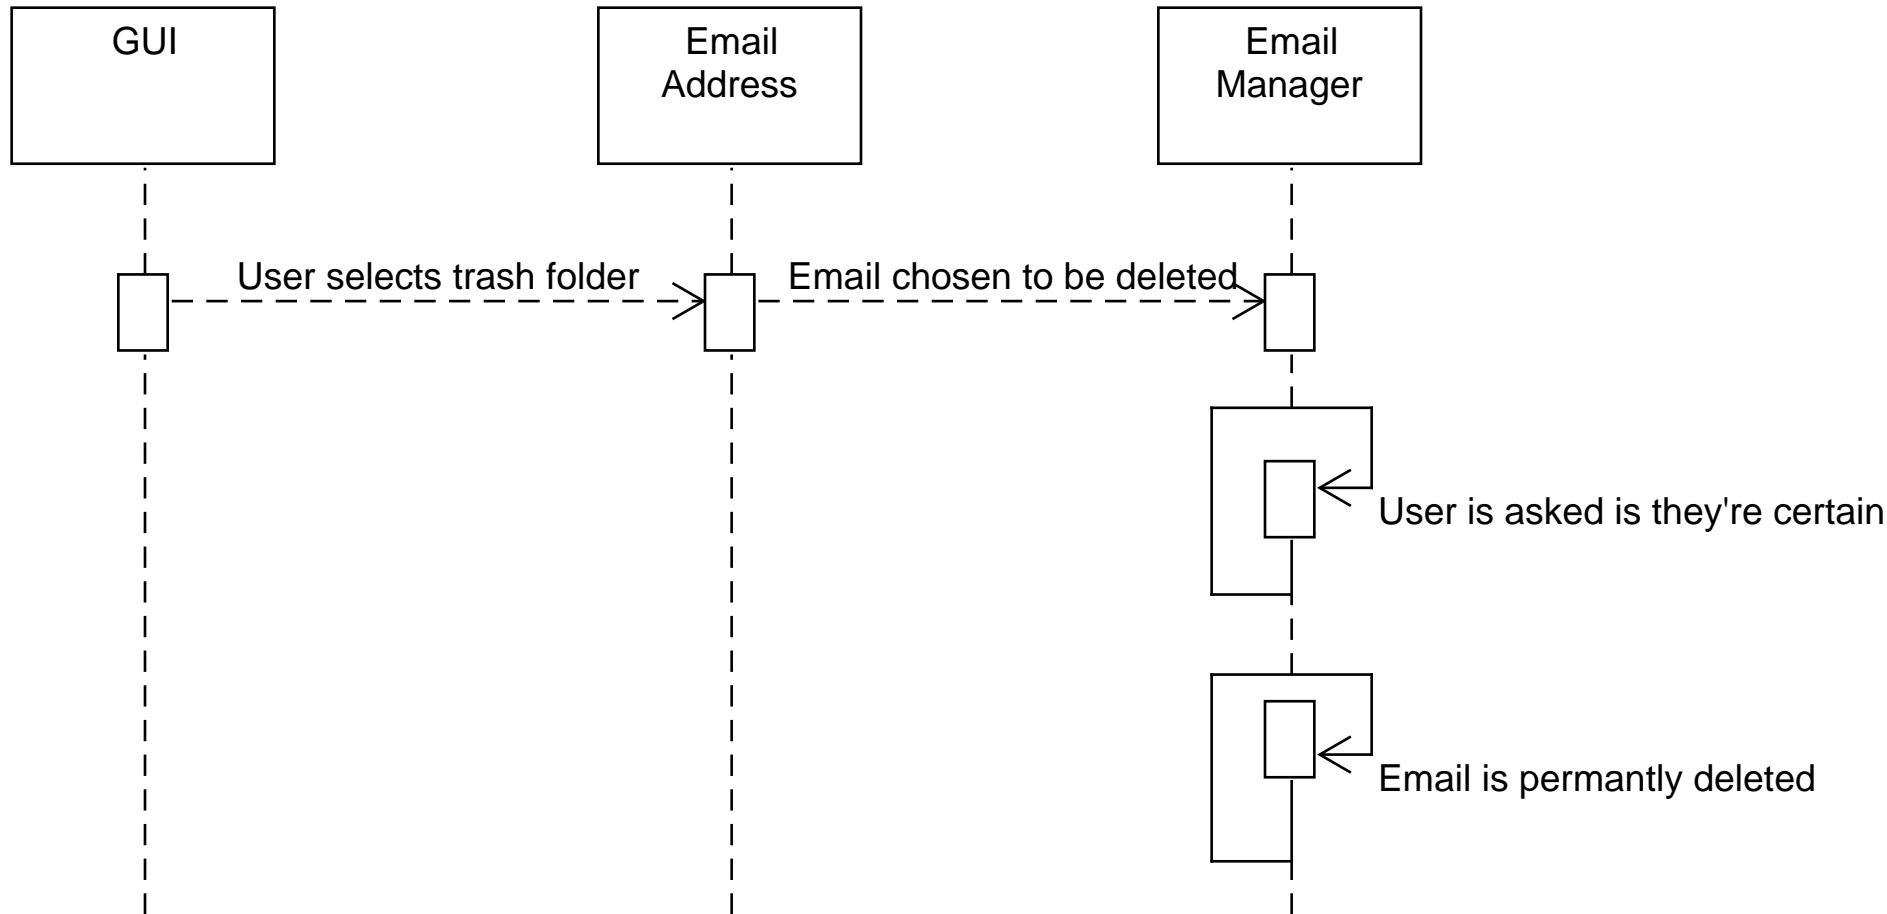 GUI
Email
Address
Email
Manager
User selects trash folder
Email chosen to be deleted
User is asked is they're certain
Email is permantly deleted